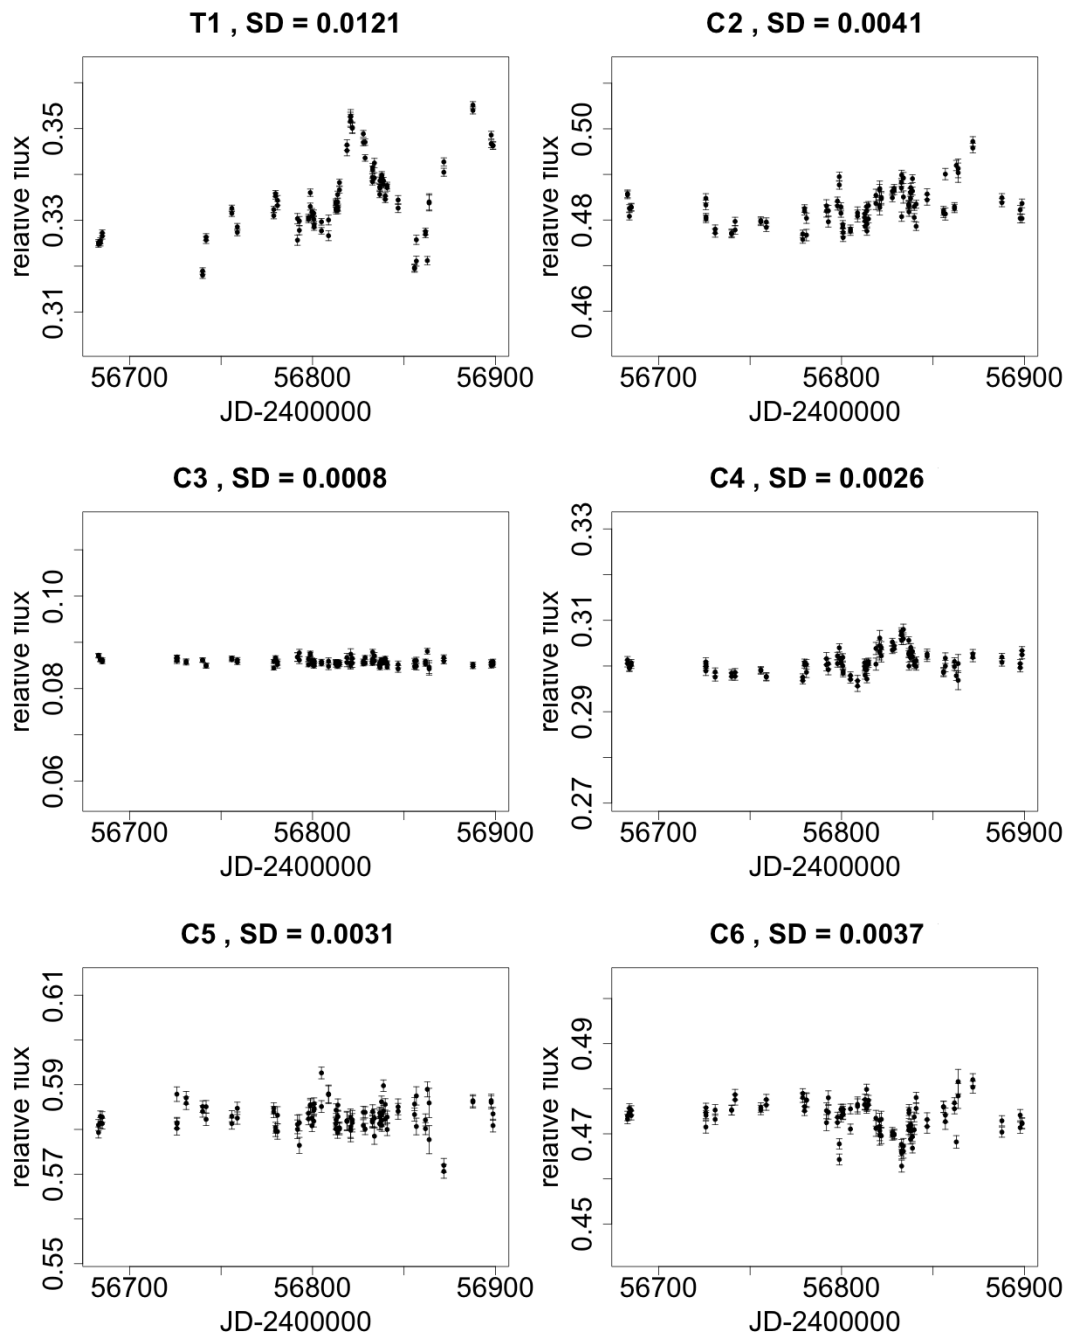 T1 , SD = 0.0121
relative flux
0.31 0.33 0.35
56700 56800 56900
JD-2400000
C2 , SD = 0.0041
relative flux
0.46 0.48 0.50
56700 56800 56900
JD-2400000
C3 , SD = 0.0008
relative flux
0.06 0.08 0.10
56700 56800 56900
JD-2400000
C4 , SD = 0.0026
relative flux
0.27 0.29 0.31 0.33
56700 56800 56900
JD-2400000
C5 , SD = 0.0031
relative flux
0.55 0.57 0.59 0.61
56700 56800 56900
JD-2400000
C6 , SD = 0.0037
relative flux
0.45 0.47 0.49
56700 56800 56900
JD-2400000